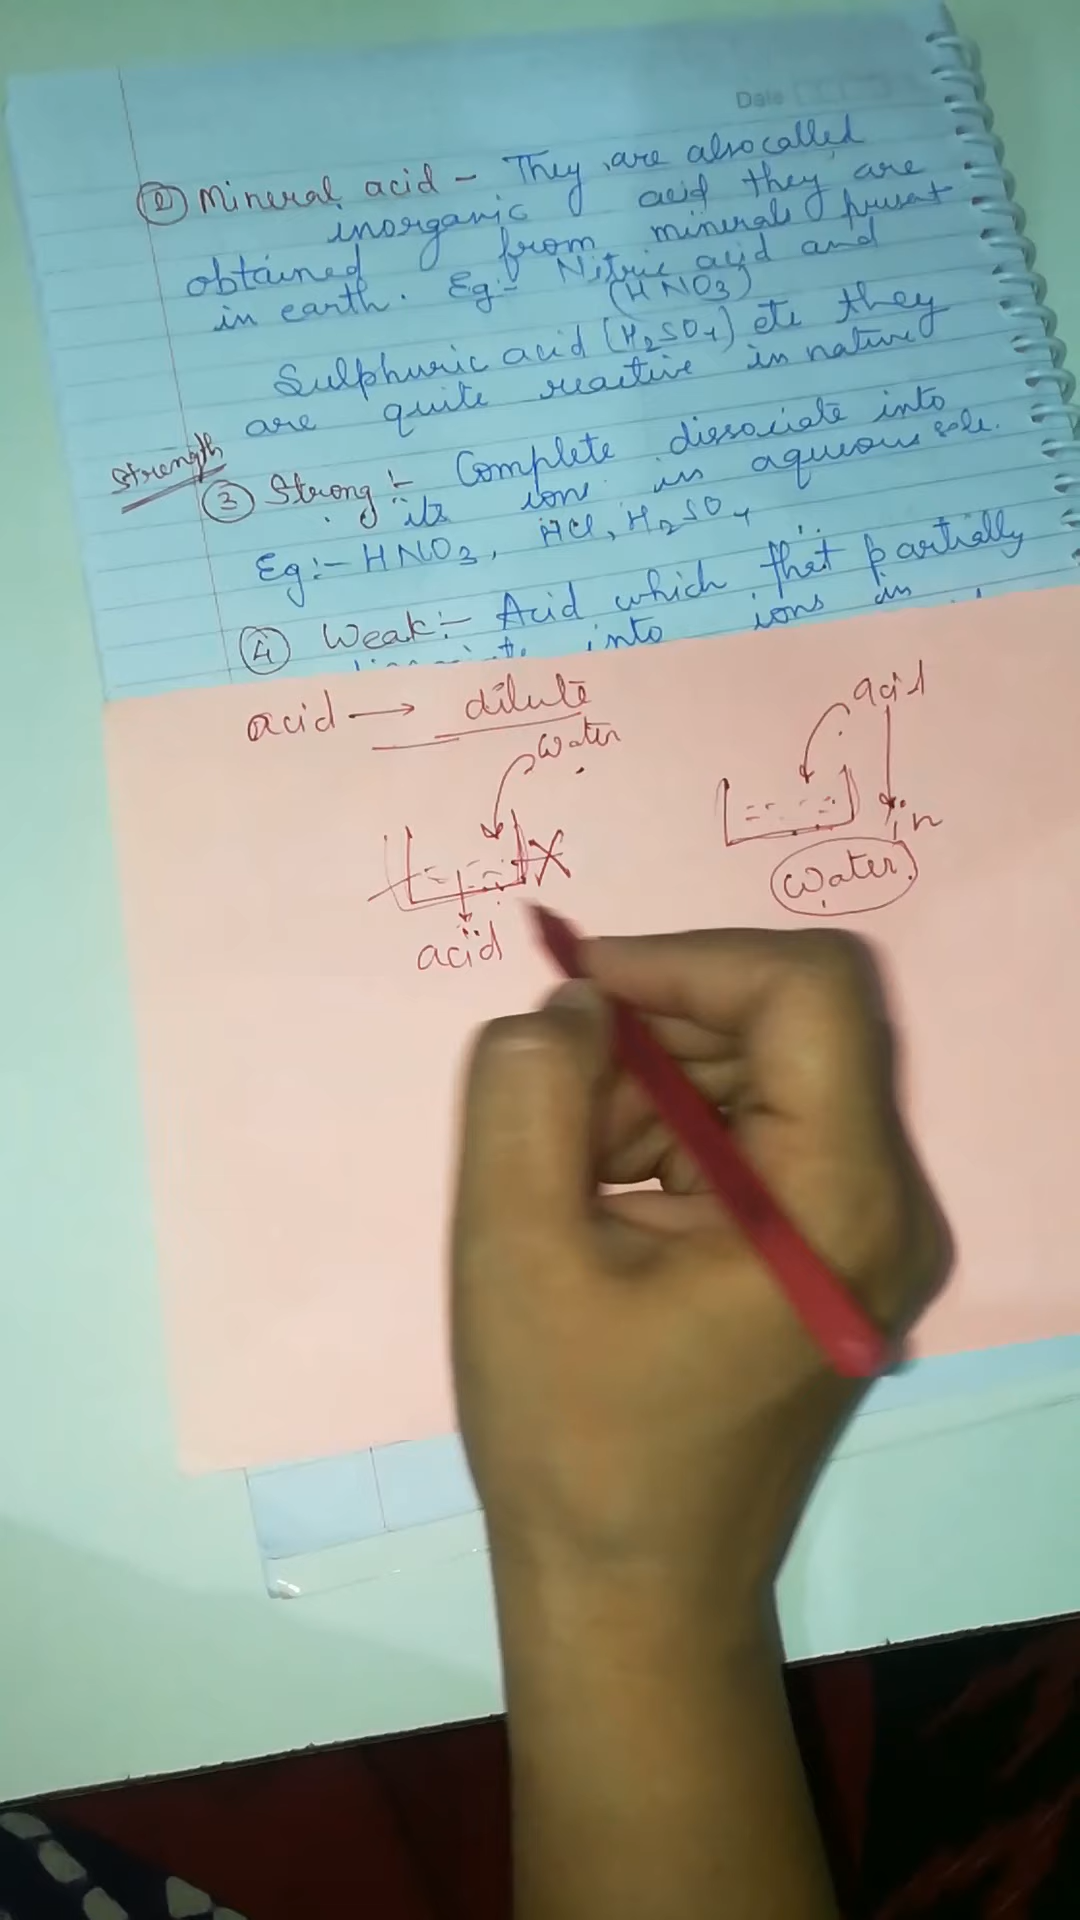 Date
② Mineral acid - They are also called
inorganic acid they are
obtained from minerals present
in earth. Eg:- Nitric acid and
(HNO3)
Sulphuric acid (H2SO4) etc they
are quite reactive in nature
Strength
③ Strong :- Complete dissociate into
its ions in aqueous soln.
Eg:- HNO3, HCl, H2SO4
④ Weak:- Acid which that partially
into ions in
acid → dilute
water
acid
acid
in
water